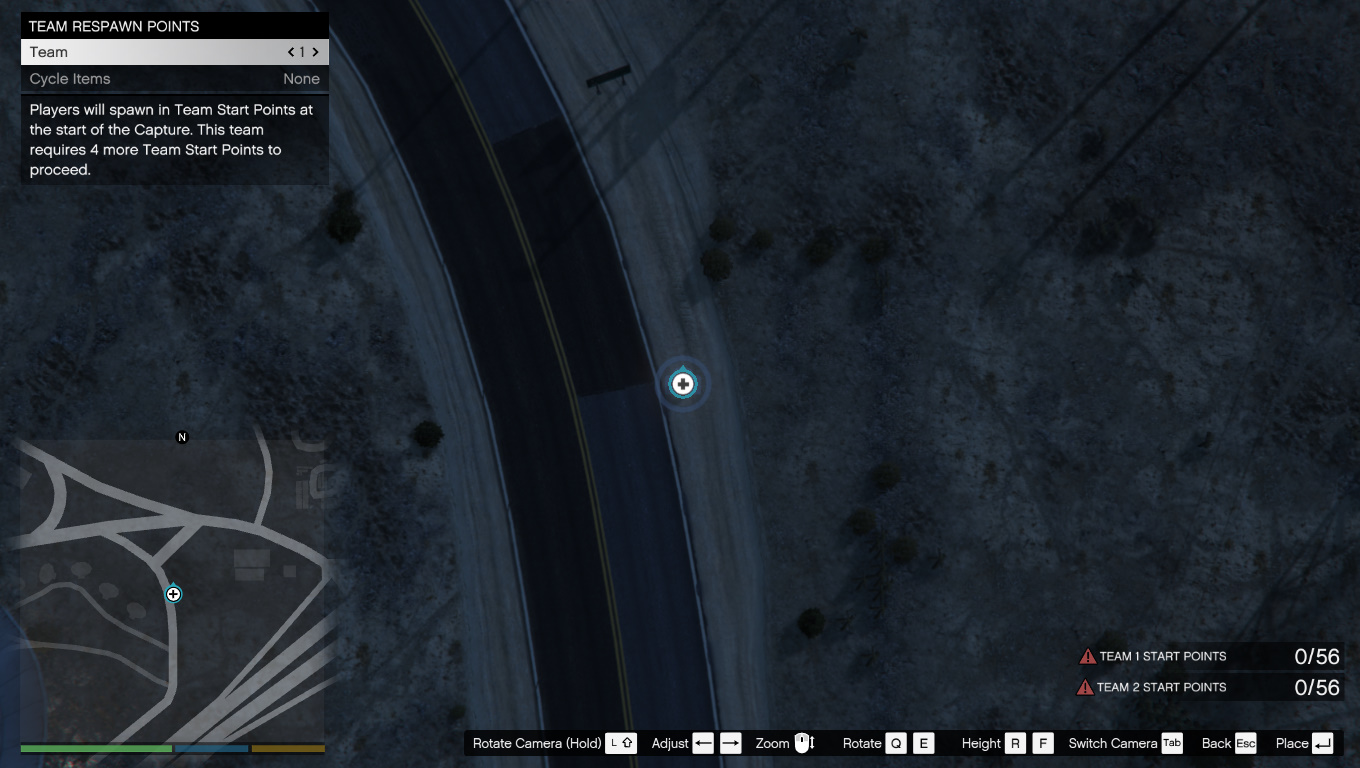 TEAM RESPAWN POINTS
Team < 1 >
Cycle Items None
Players will spawn in Team Start Points at
the start of the Capture. This team
requires 4 more Team Start Points to
proceed.
N
TEAM 1 START POINTS 0/56
TEAM 2 START POINTS 0/56
Rotate Camera (Hold) L ⇧ Adjust ← → Zoom Rotate Q E Height R F Switch Camera Tab Back Esc Place ↵